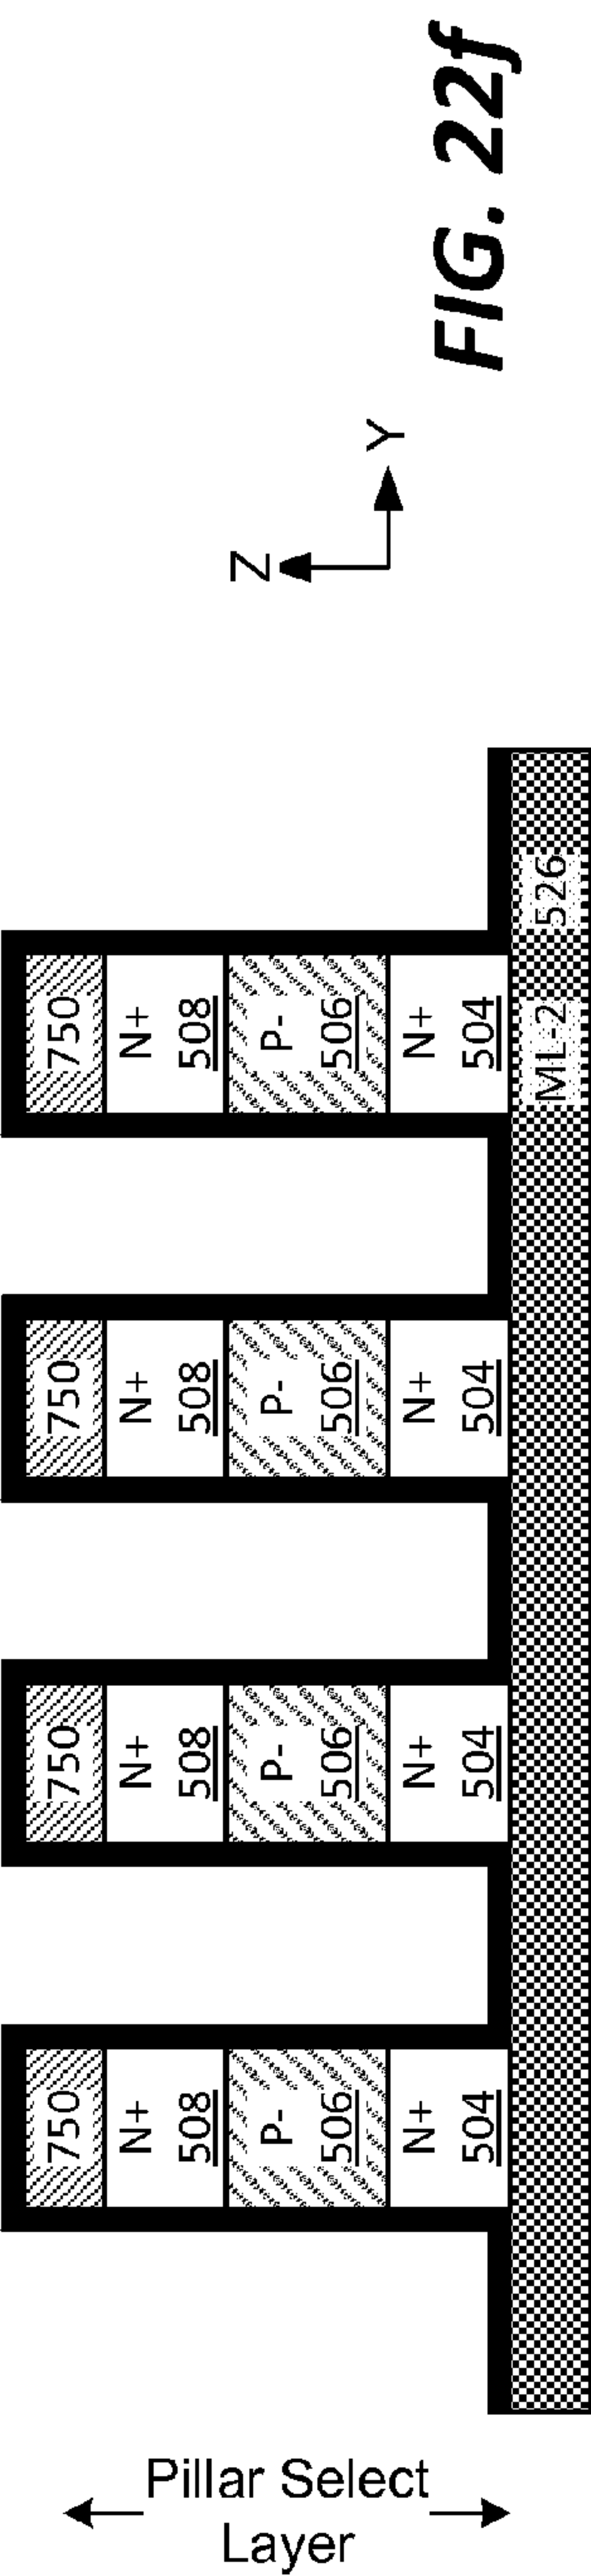 Pillar Select
Layer
750 750 750 750
N+ N+ N+ N+
508 508 508 508
P- P- P- P-
506 506 506 506
N+ N+ N+ N+
504 504 504 504
ML-2 526
Z
Y
FIG. 22f